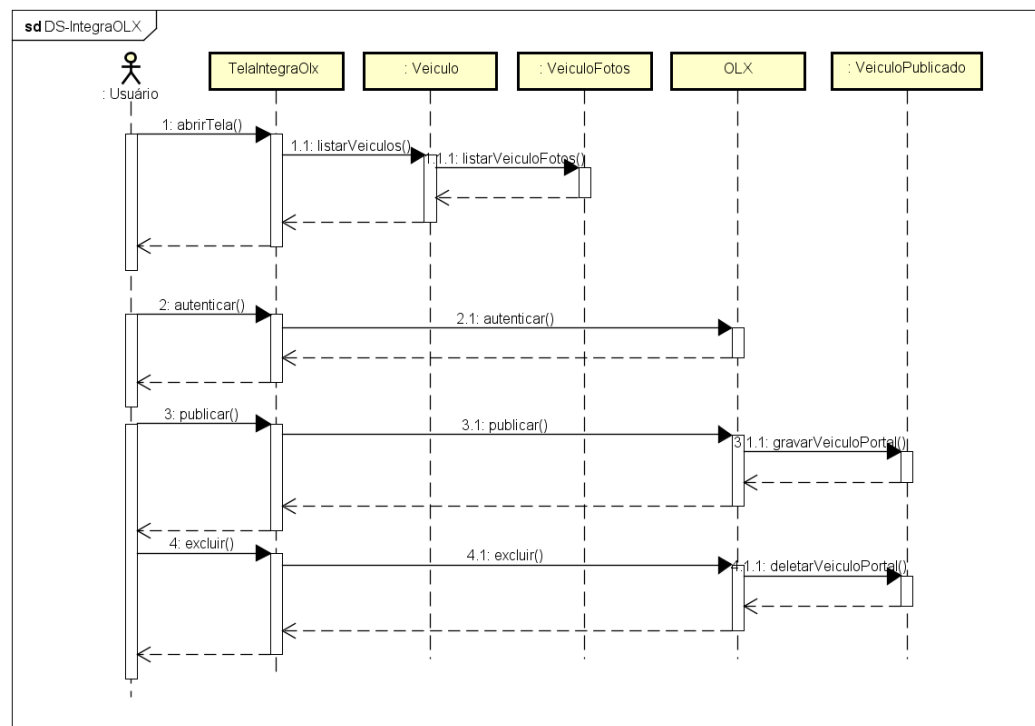 sd DS-IntegraOLX
: Usuário
TelaIntegraOlx
: Veiculo
: VeiculoFotos
OLX
: VeiculoPublicado
1: abrirTela()
1.1: listarVeiculos()
1.1.1: listarVeiculoFotos()
2: autenticar()
2.1: autenticar()
3: publicar()
3.1: publicar()
3.1.1: gravarVeiculoPortal()
4: excluir()
4.1: excluir()
4.1.1: deletarVeiculoPortal()